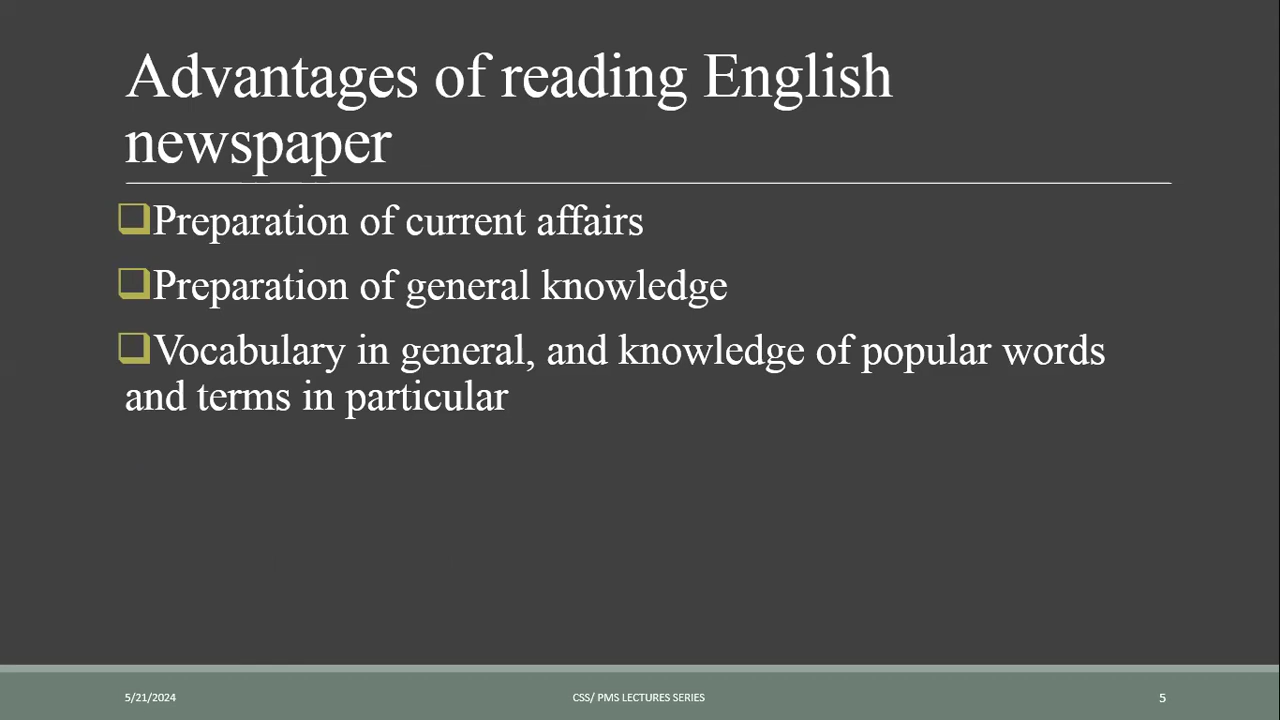 Advantages of reading English
newspaper
Preparation of current affairs
Preparation of general knowledge
Vocabulary in general, and knowledge of popular words
and terms in particular
5/21/2024
CSS/ PMS LECTURES SERIES
5